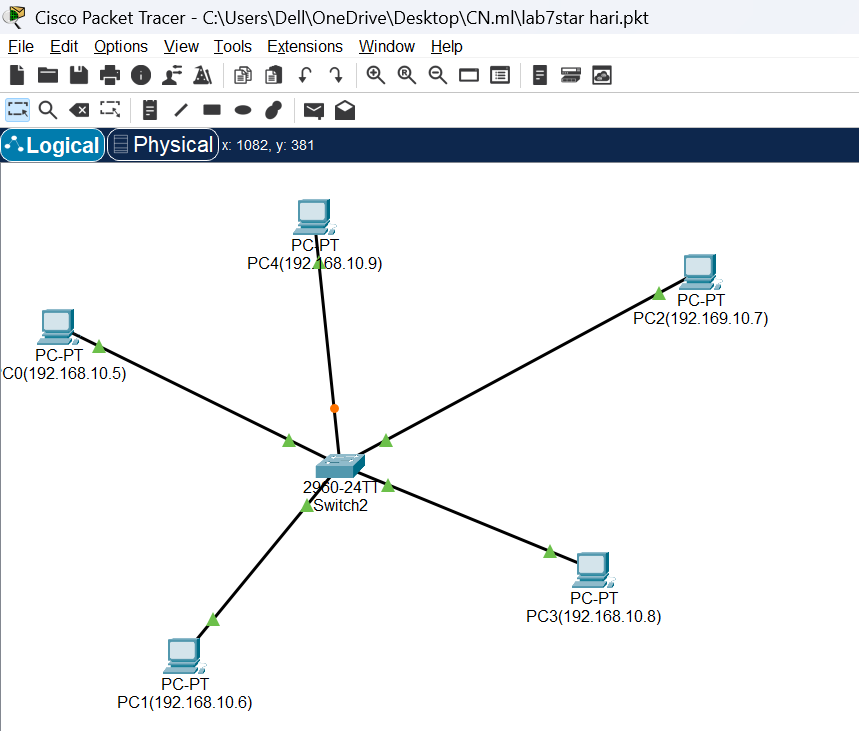 Cisco Packet Tracer - C:\Users\Dell\OneDrive\Desktop\CN.ml\lab7star hari.pkt
File Edit Options View Tools Extensions Window Help
Logical Physical x: 1082, y: 381
PC-PT
PC4(192.168.10.9)
PC-PT
PC2(192.169.10.7)
PC-PT
C0(192.168.10.5)
2960-24TT
Switch2
PC-PT
PC3(192.168.10.8)
PC-PT
PC1(192.168.10.6)